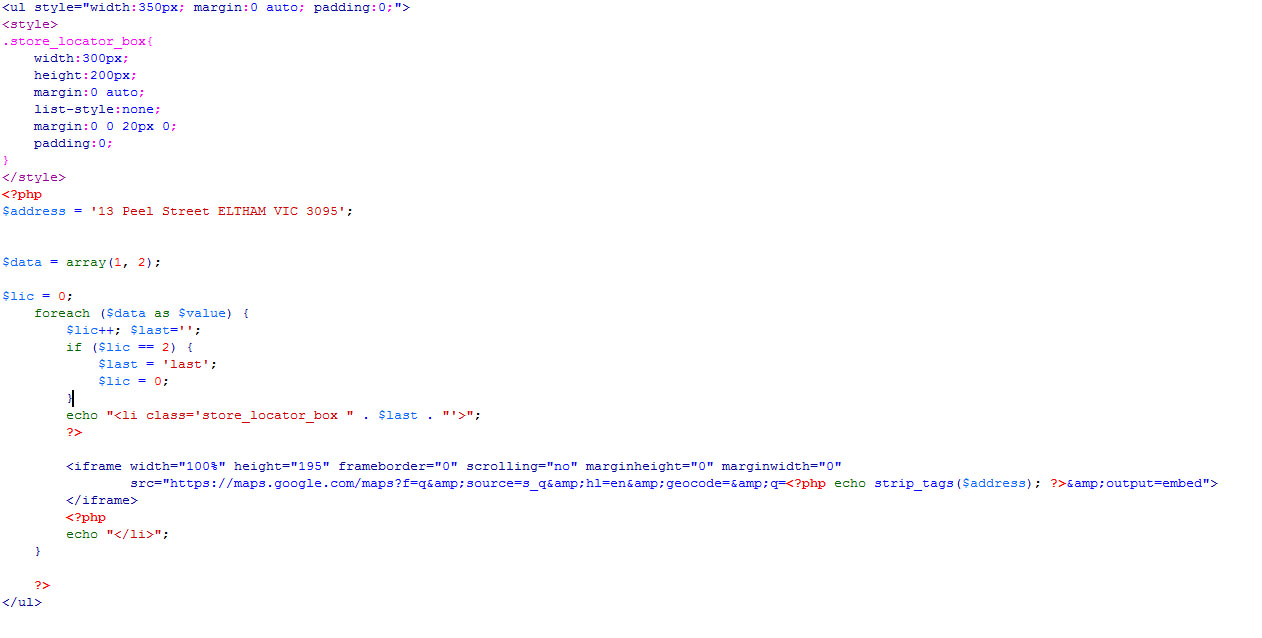 <ul style="width:350px; margin:0 auto; padding:0;">
<style>
.store_locator_box{
    width:300px;
    height:200px;
    margin:0 auto;
    list-style:none;
    margin:0 0 20px 0;
    padding:0;
}
</style>
<?php
$address = '13 Peel Street ELTHAM VIC 3095';
$data = array(1, 2);
$lic = 0;
    foreach ($data as $value) {
        $lic++; $last='';
        if ($lic == 2) {
            $last = 'last';
            $lic = 0;
        }
        echo "<li class='store_locator_box " . $last . "'>";
        ?>
        <iframe width="100%" height="195" frameborder="0" scrolling="no" marginheight="0" marginwidth="0"
                src="https://maps.google.com/maps?f=q&amp;source=s_q&amp;hl=en&amp;geocode=&amp;q=<?php echo strip_tags($address); ?>&amp;output=embed">
        </iframe>
        <?php
        echo "</li>";
    }
    ?>
</ul>